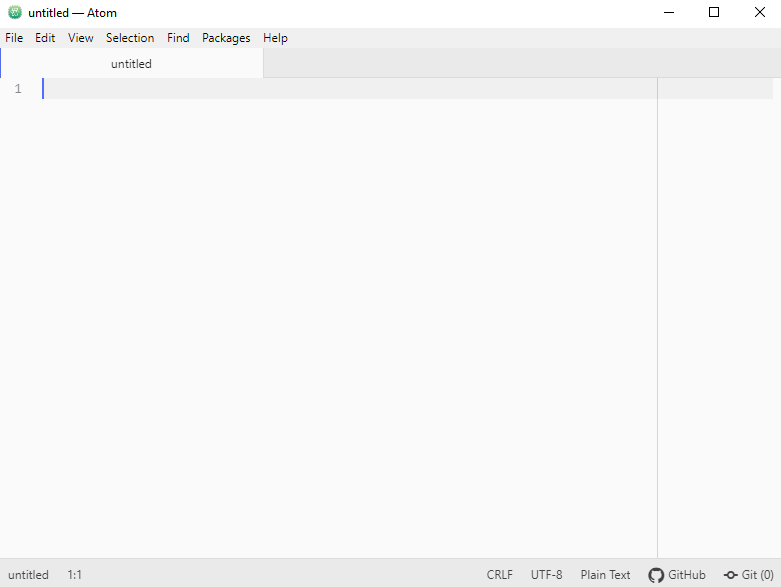 untitled — Atom
File Edit View Selection Find Packages Help
untitled
1
untitled 1:1 CRLF UTF-8 Plain Text GitHub Git (0)